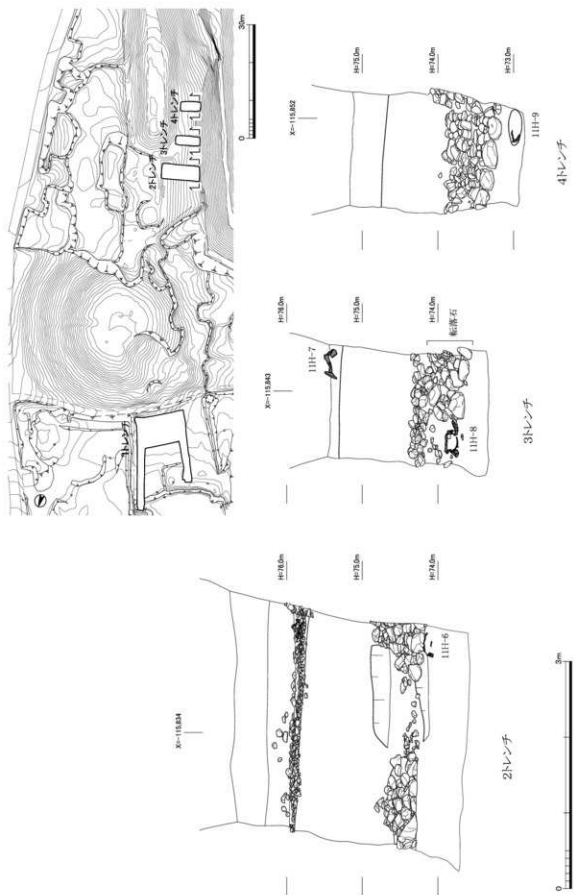 0
30m
1トレンチ
2トレンチ
3トレンチ
4トレンチ
X=-115,834
H=76.0m
H=75.0m
H=74.0m
11H-6
2トレンチ
X=-115,843
H=76.0m
H=75.0m
H=74.0m
11H-7
11H-8
転落石
3トレンチ
X=-115,852
H=75.0m
H=74.0m
H=73.0m
11H-9
4トレンチ
0
3m